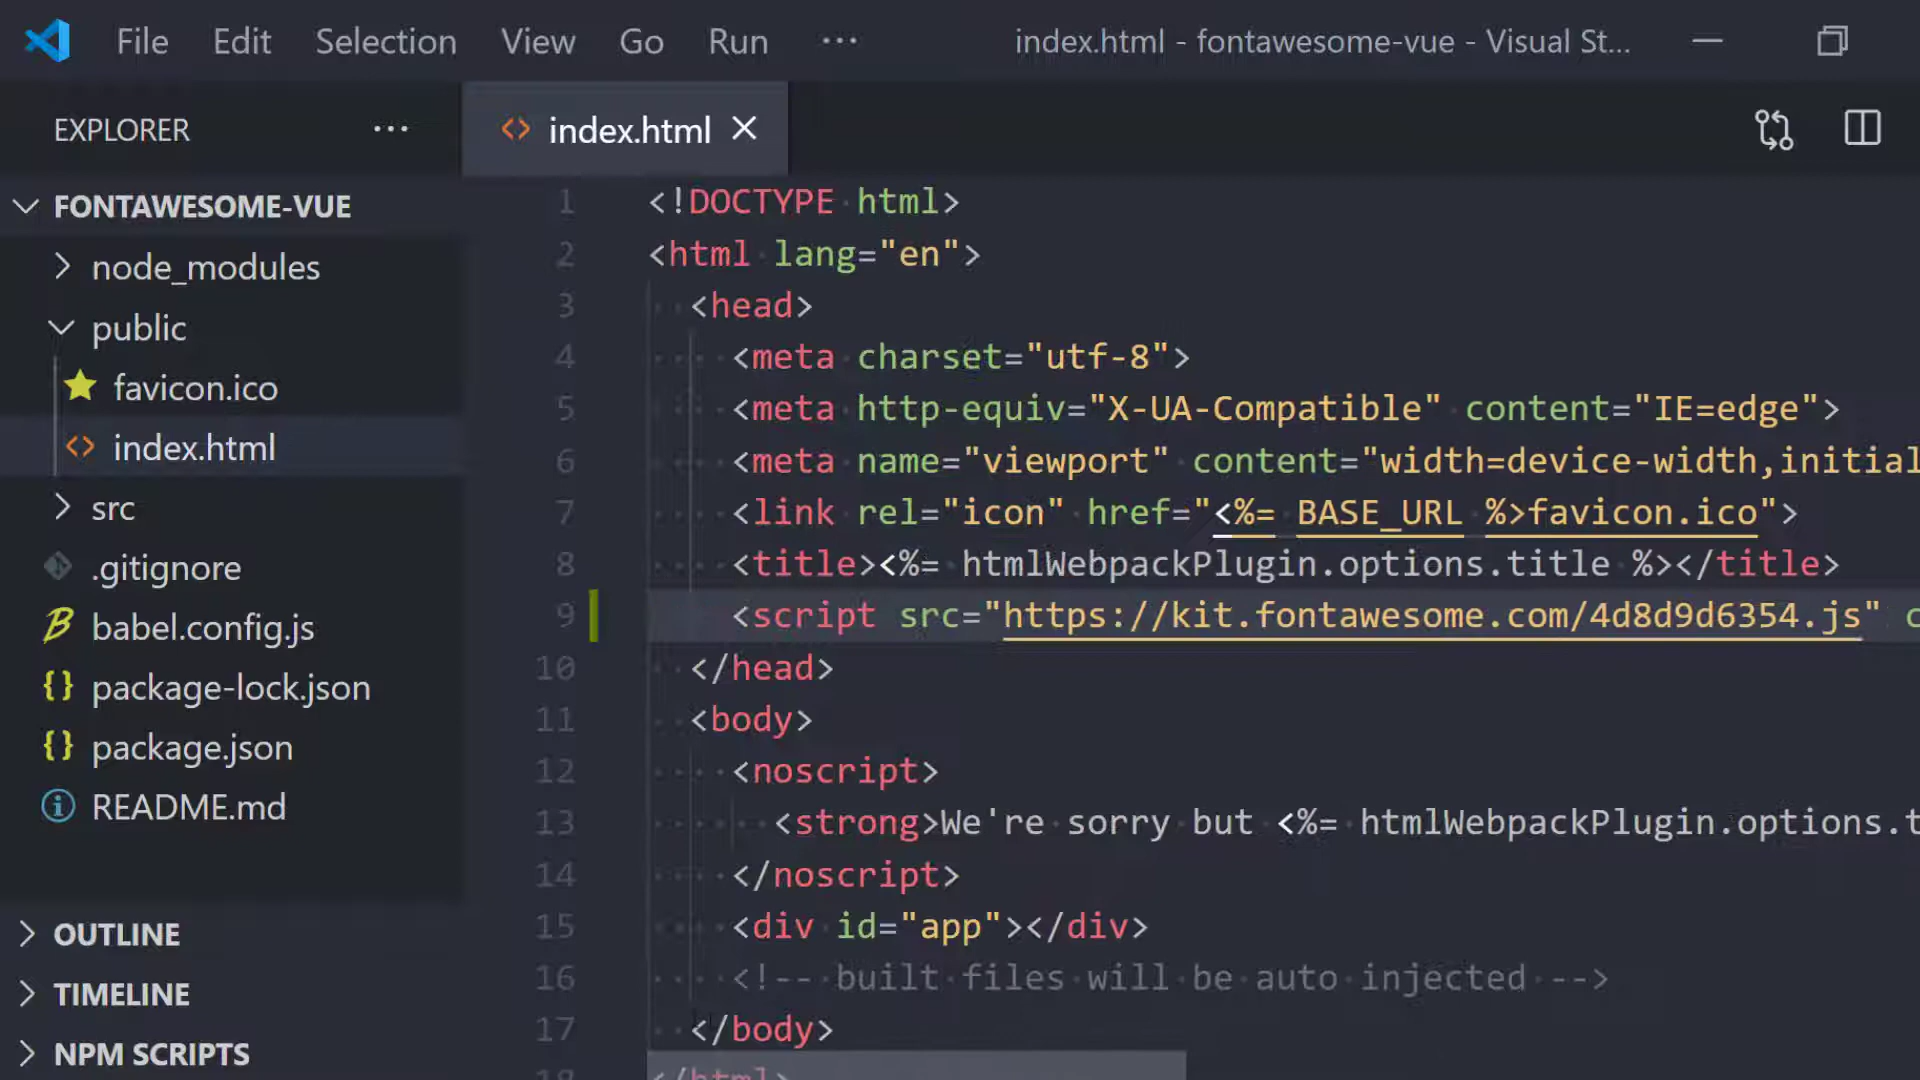 File Edit Selection View Go Run ··· index.html - fontawesome-vue - Visual St...
EXPLORER ···
FONTAWESOME-VUE
node_modules
public
favicon.ico
index.html
src
.gitignore
babel.config.js
package-lock.json
package.json
README.md
OUTLINE
TIMELINE
NPM SCRIPTS
index.html
1 <!DOCTYPE html>
2 <html lang="en">
3 <head>
4 <meta charset="utf-8">
5 <meta http-equiv="X-UA-Compatible" content="IE=edge">
6 <meta name="viewport" content="width=device-width,initial
7 <link rel="icon" href="<%= BASE_URL %>favicon.ico">
8 <title><%= htmlWebpackPlugin.options.title %></title>
9 <script src="https://kit.fontawesome.com/4d8d9d6354.js" c
10 </head>
11 <body>
12 <noscript>
13 <strong>We're sorry but <%= htmlWebpackPlugin.options.t
14 </noscript>
15 <div id="app"></div>
16 <!-- built files will be auto injected -->
17 </body>
18 </html>